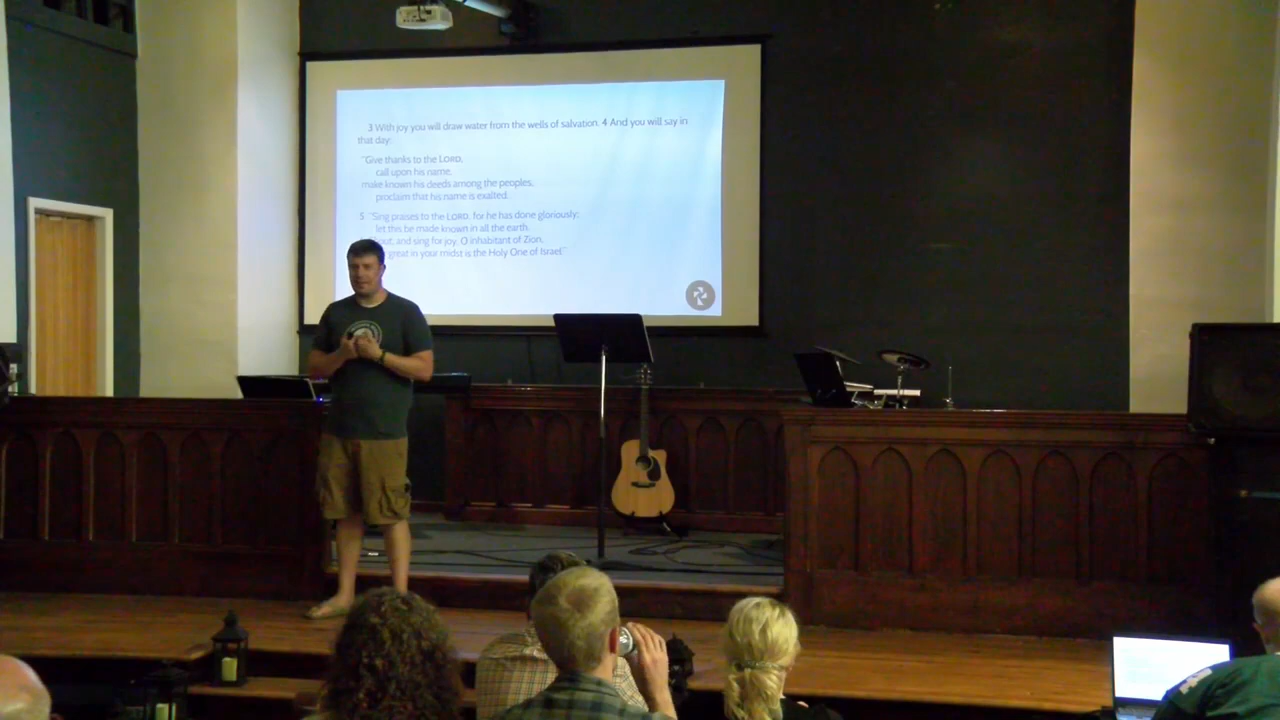 3 With joy you will draw water from the wells of salvation. 4 And you will say in
that day:
"Give thanks to the LORD,
call upon his name,
make known his deeds among the peoples,
proclaim that his name is exalted.
5 "Sing praises to the LORD, for he has done gloriously;
let this be made known in all the earth.
and sing for joy, O inhabitant of Zion,
great in your midst is the Holy One of Israel."